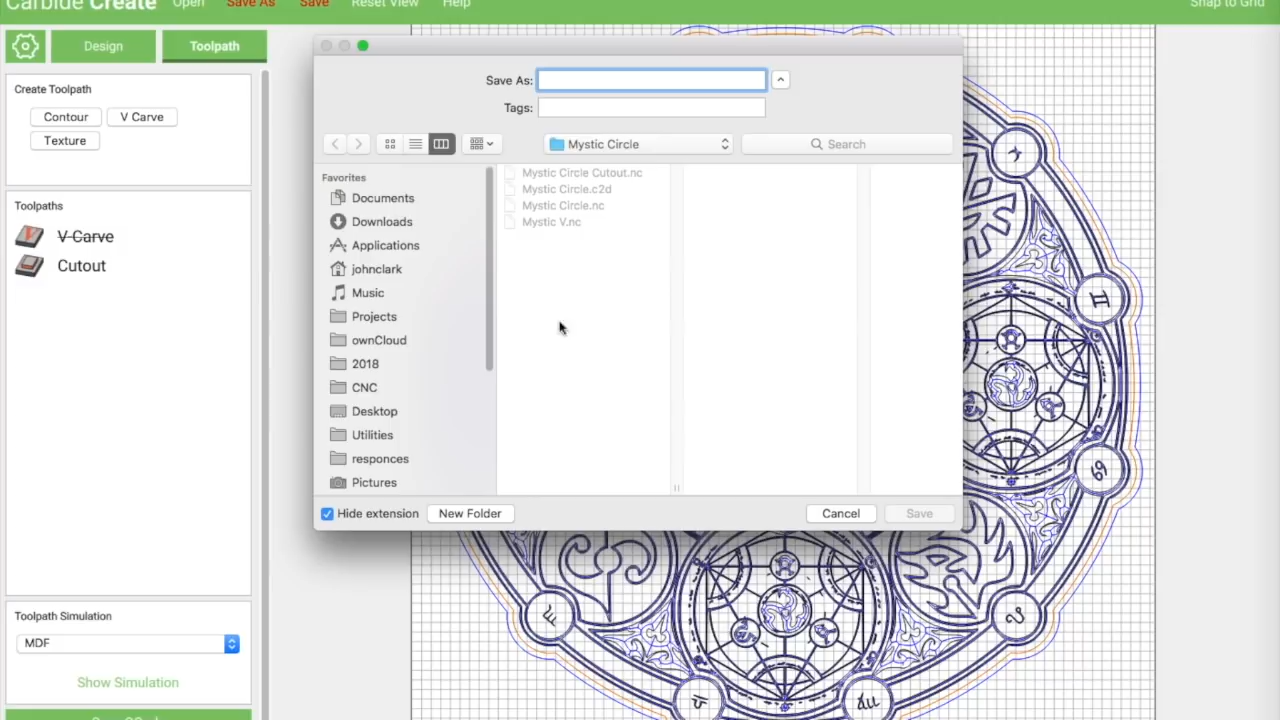 Carbide Create Open Save As Save Reset View Help Snap to Grid
Design Toolpath
Create Toolpath
Contour V Carve
Texture
Toolpaths
V-Carve
Cutout
Toolpath Simulation
MDF
Show Simulation
Save As:
Tags:
Mystic Circle Search
Favorites
Documents
Downloads
Applications
johnclark
Music
Projects
ownCloud
2018
CNC
Desktop
Utilities
responces
Pictures
Mystic Circle Cutout.nc
Mystic Circle.c2d
Mystic Circle.nc
Mystic V.nc
Hide extension New Folder Cancel Save